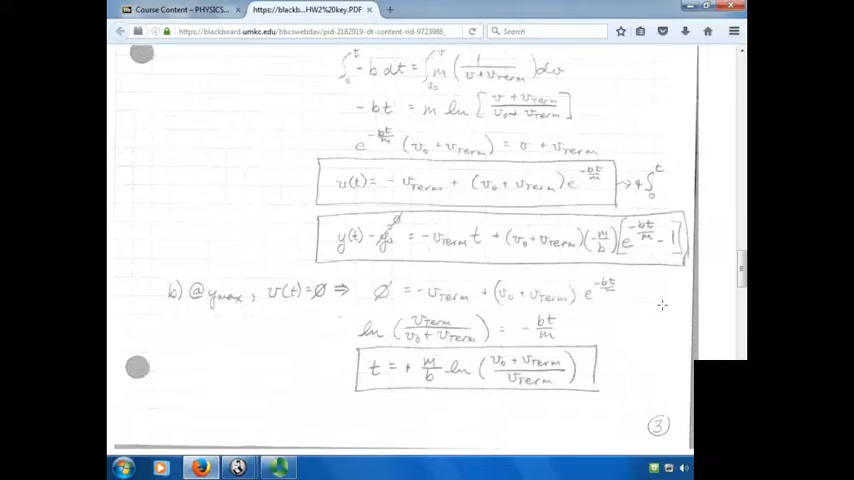 Course Content – PHYSICS... × https://blackb...HW2%20key.PDF ×
https://blackboard.umkc.edu/bbcswebdav/pid-2182919-dt-content-rid-9723988_ Search
∫₀ᵗ -b dt = ∫_{v₀}^{v} m (1 / (v + v_Term)) dv
-bt = m ln [ (v + v_Term) / (v₀ + v_Term) ]
e^{-bt/m} (v₀ + v_Term) = v + v_Term
v(t) = - v_Term + (v₀ + v_Term) e^{-bt/m} → & ∫₀ᵗ
y(t) - y₀ = -v_Term t + (v₀ + v_Term) (-m/b) [ e^{-bt/m} - 1 ]
b) @ y_max, v(t) = ∅ ⇒ ∅ = -v_Term + (v₀ + v_Term) e^{-bt/m}
ln ( v_Term / (v₀ + v_Term) ) = - bt/m
t = + m/b ln ( (v₀ + v_Term) / v_Term )
3